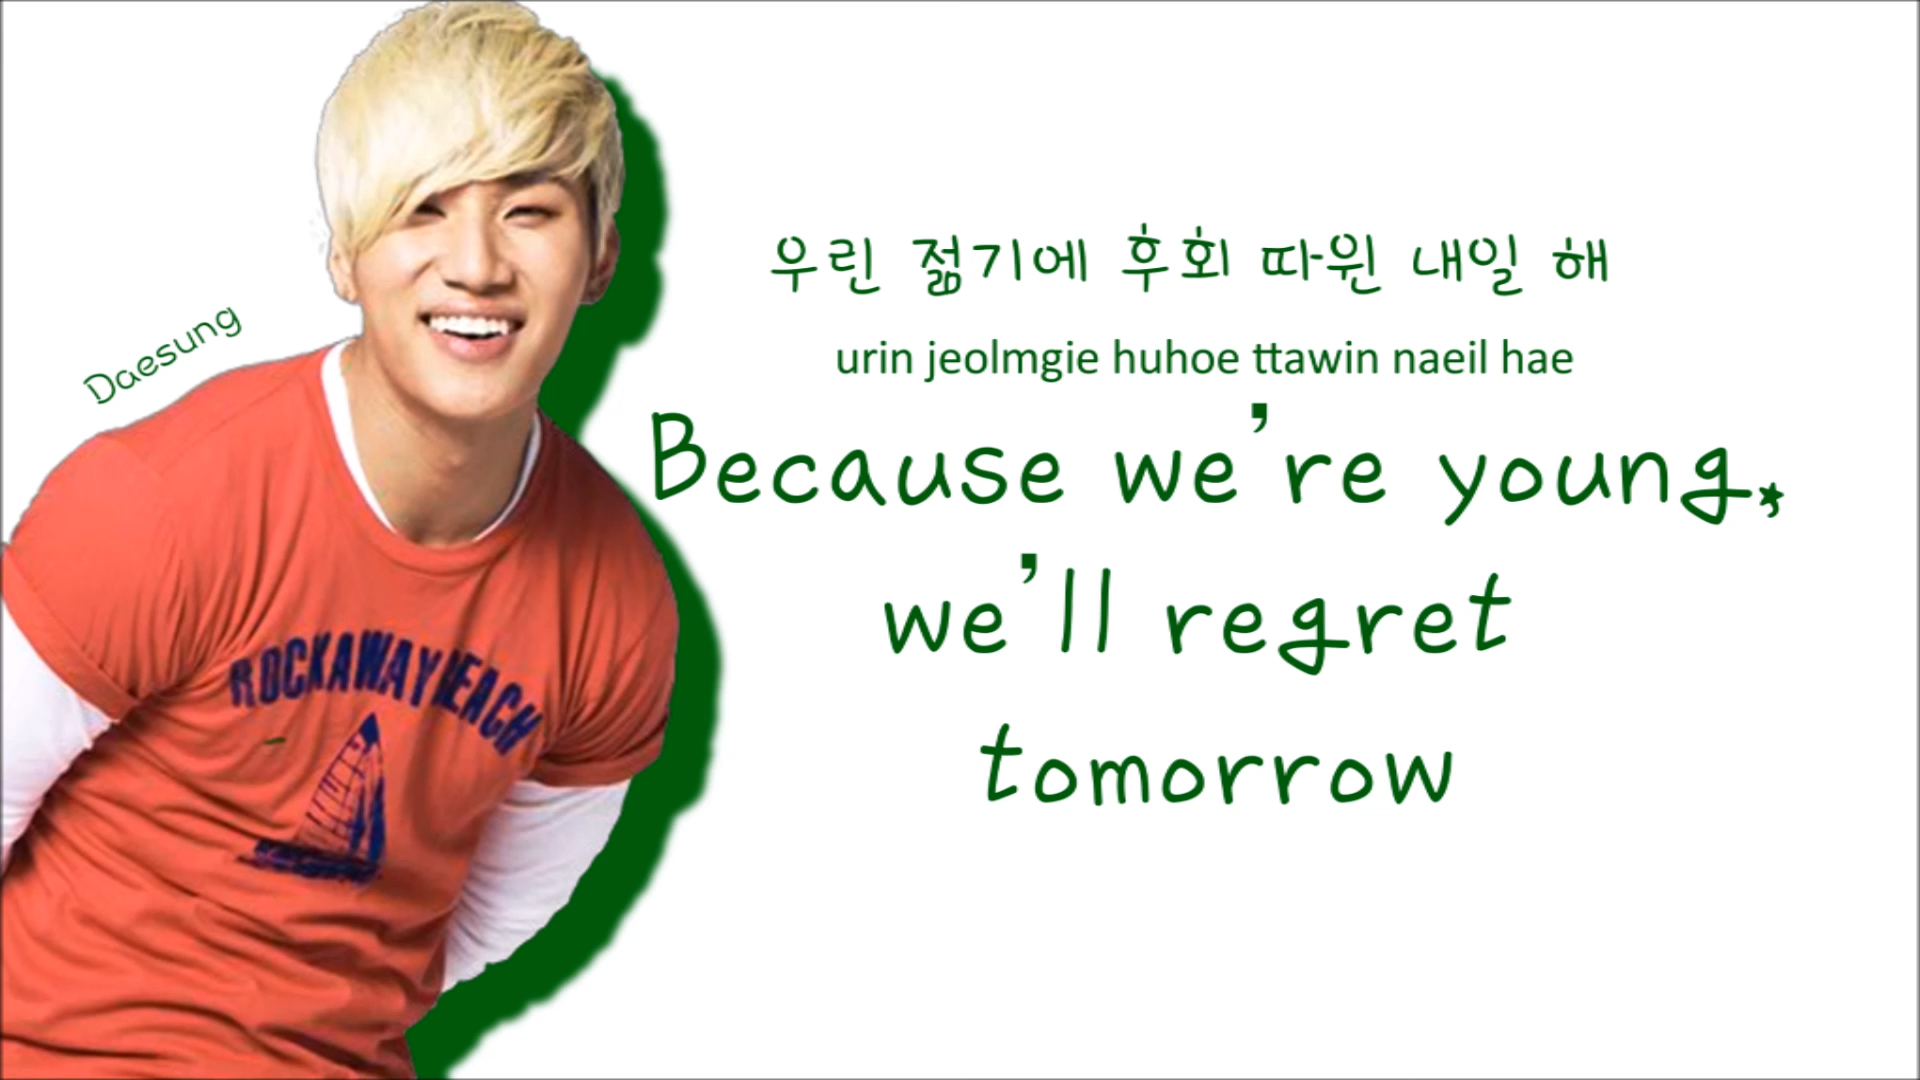 우린 젊기에 후회 따윈 내일 해
urin jeolmgie huhoe ttawin naeil hae
Daesung
Because we're young,
we'll regret
tomorrow
ROCKAWAY BEACH